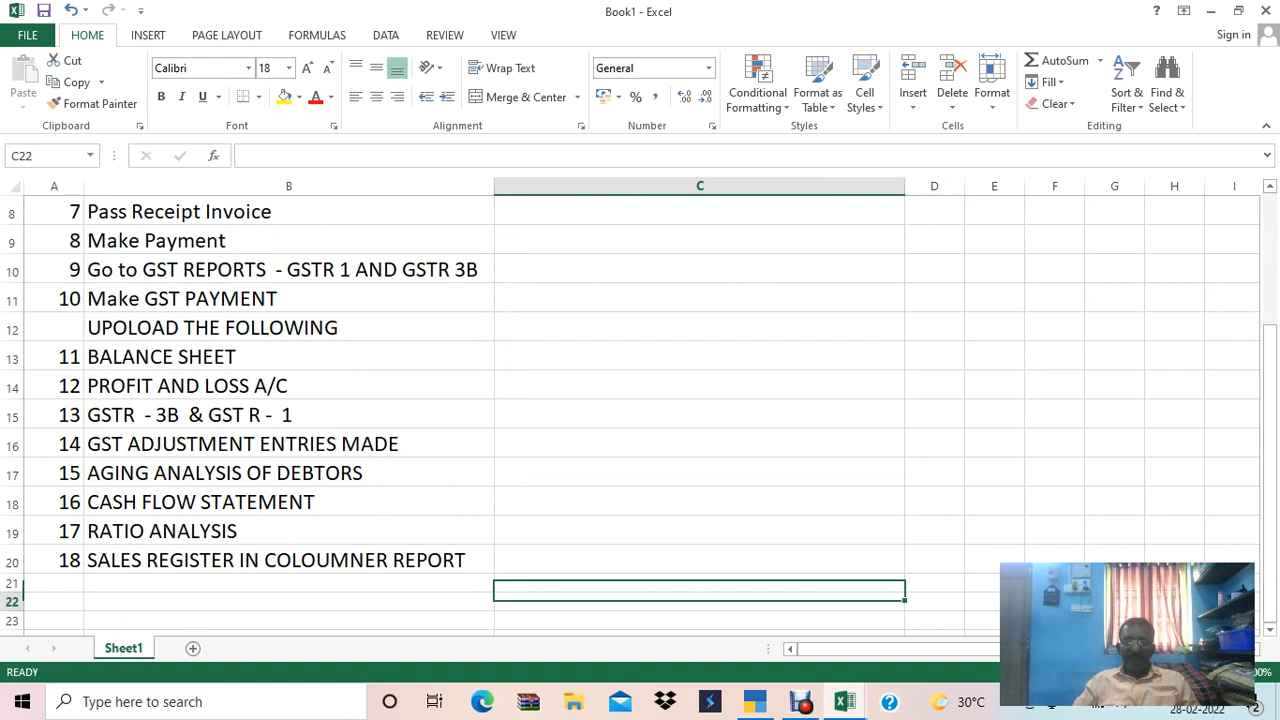 Book1 - Excel
?
FILE HOME INSERT PAGE LAYOUT FORMULAS DATA REVIEW VIEW Sign in
Paste
Cut
Copy
Format Painter
Clipboard
Calibri 18
B I U
Font
Wrap Text
Merge & Center
Alignment
General
% ,
Number
Conditional Formatting
Format as Table
Cell Styles
Styles
Insert Delete Format
Cells
AutoSum
Fill
Clear
Sort & Filter
Find & Select
Editing
C22 fx
A B C D E F G H I
8 7 Pass Receipt Invoice
9 8 Make Payment
10 9 Go to GST REPORTS - GSTR 1 AND GSTR 3B
11 10 Make GST PAYMENT
12 UPOLOAD THE FOLLOWING
13 11 BALANCE SHEET
14 12 PROFIT AND LOSS A/C
15 13 GSTR - 3B & GST R - 1
16 14 GST ADJUSTMENT ENTRIES MADE
17 15 AGING ANALYSIS OF DEBTORS
18 16 CASH FLOW STATEMENT
19 17 RATIO ANALYSIS
20 18 SALES REGISTER IN COLOUMNER REPORT
21
22
23
Sheet1
READY
Type here to search
30°C
28-02-2022